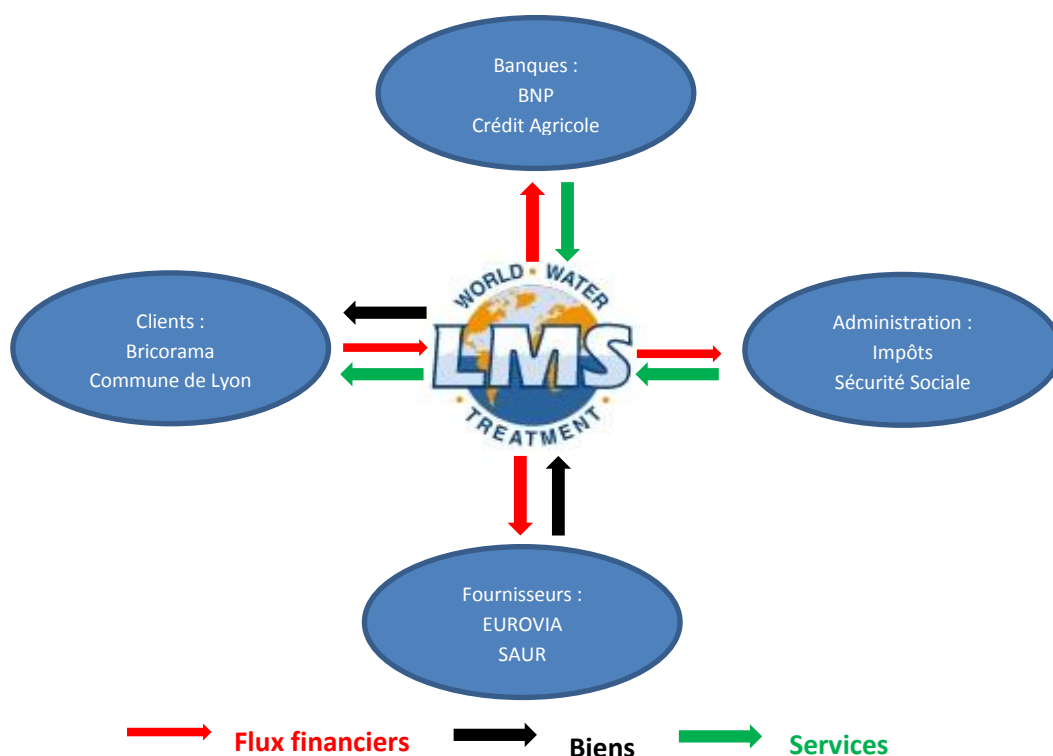 Banques :
BNP
Crédit Agricole
WORLD · WATER
Clients :
Bricorama
Commune de Lyon
LMS
Administration :
Impôts
Sécurité Sociale
· TREATMENT ·
Fournisseurs :
EUROVIA
SAUR
Flux financiers
Biens
Services